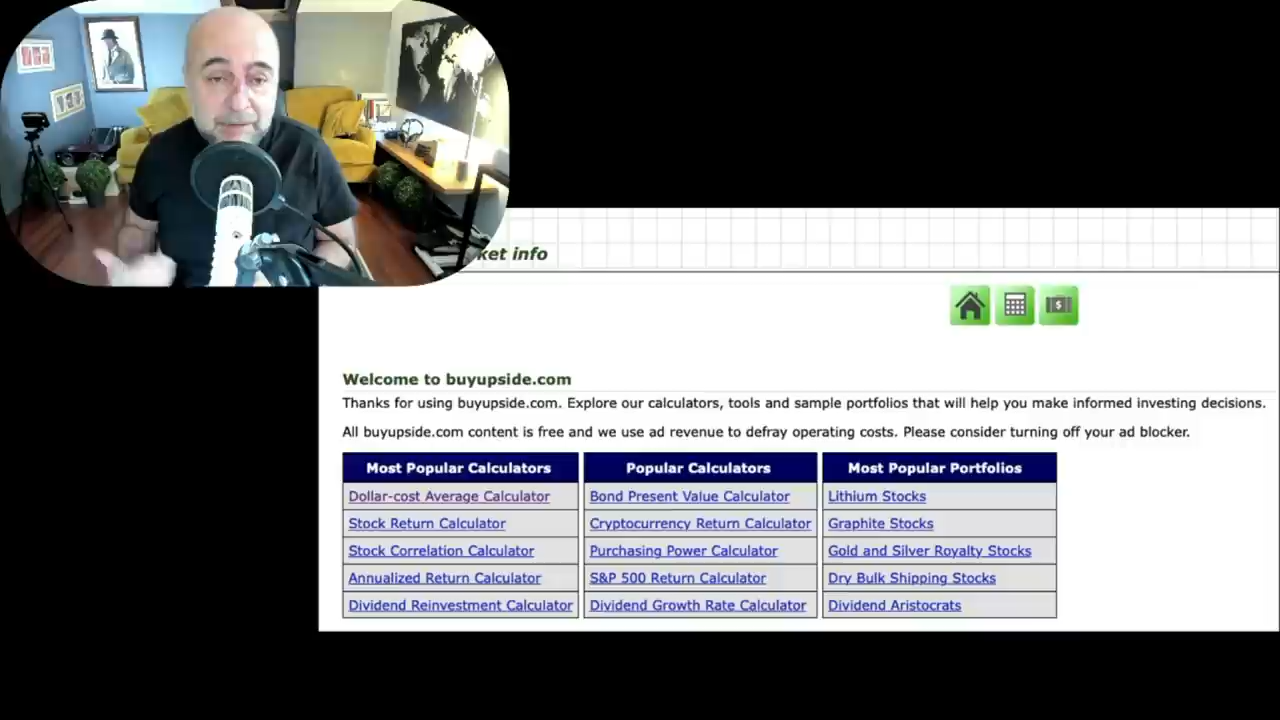 ket info
Welcome to buyupside.com
Thanks for using buyupside.com. Explore our calculators, tools and sample portfolios that will help you make informed investing decisions.
All buyupside.com content is free and we use ad revenue to defray operating costs. Please consider turning off your ad blocker.
Most Popular Calculators
Dollar-cost Average Calculator
Stock Return Calculator
Stock Correlation Calculator
Annualized Return Calculator
Dividend Reinvestment Calculator
Popular Calculators
Bond Present Value Calculator
Cryptocurrency Return Calculator
Purchasing Power Calculator
S&P 500 Return Calculator
Dividend Growth Rate Calculator
Most Popular Portfolios
Lithium Stocks
Graphite Stocks
Gold and Silver Royalty Stocks
Dry Bulk Shipping Stocks
Dividend Aristocrats